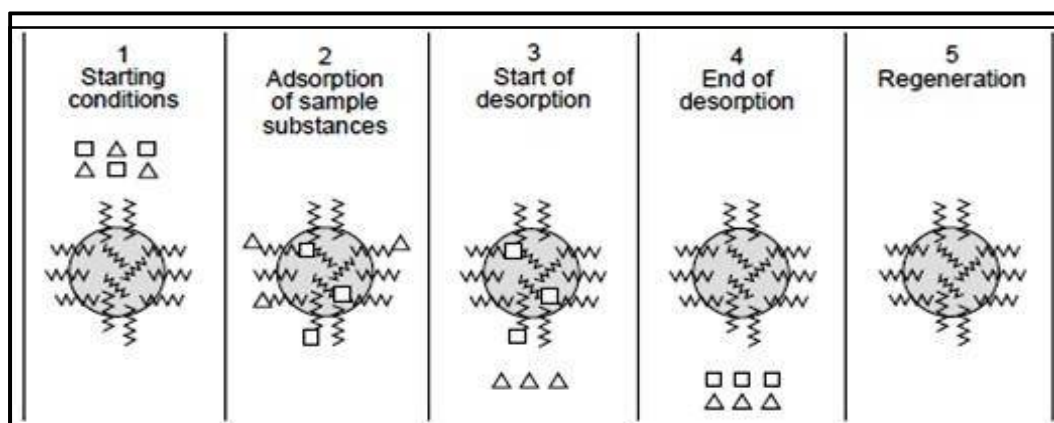 1
Starting
conditions
2
Adsorption
of sample
substances
3
Start of
desorption
4
End of
desorption
5
Regeneration